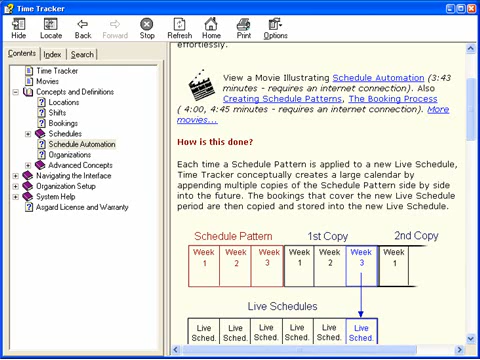 Time Tracker
Hide Locate Back Forward Stop Refresh Home Print Options
Contents Index Search
Time Tracker
Movies
Concepts and Definitions
Locations
Shifts
Bookings
Schedules
Schedule Automation
Organizations
Advanced Concepts
Navigating the Interface
Organization Setup
System Help
Asgard License and Warranty
effortlessly.
View a Movie Illustrating Schedule Automation (3:43
minutes - requires an internet connection). Also
Creating Schedule Patterns, The Booking Process
( 4:00, 4:45 minutes - requires an internet connection). More
movies...
How is this done?
Each time a Schedule Pattern is applied to a new Live Schedule,
Time Tracker conceptually creates a large calendar by
appending multiple copies of the Schedule Pattern side by side
into the future. The bookings that cover the new Live Schedule
period are then copied and stored into the new Live Schedule.
Schedule Pattern 1st Copy 2nd Copy
Week Week Week Week Week Week Week
1 2 3 1 2 3 1
Live Schedules
Live Live Live Live Live Live
Sched. Sched. Sched. Sched. Sched. Sched.